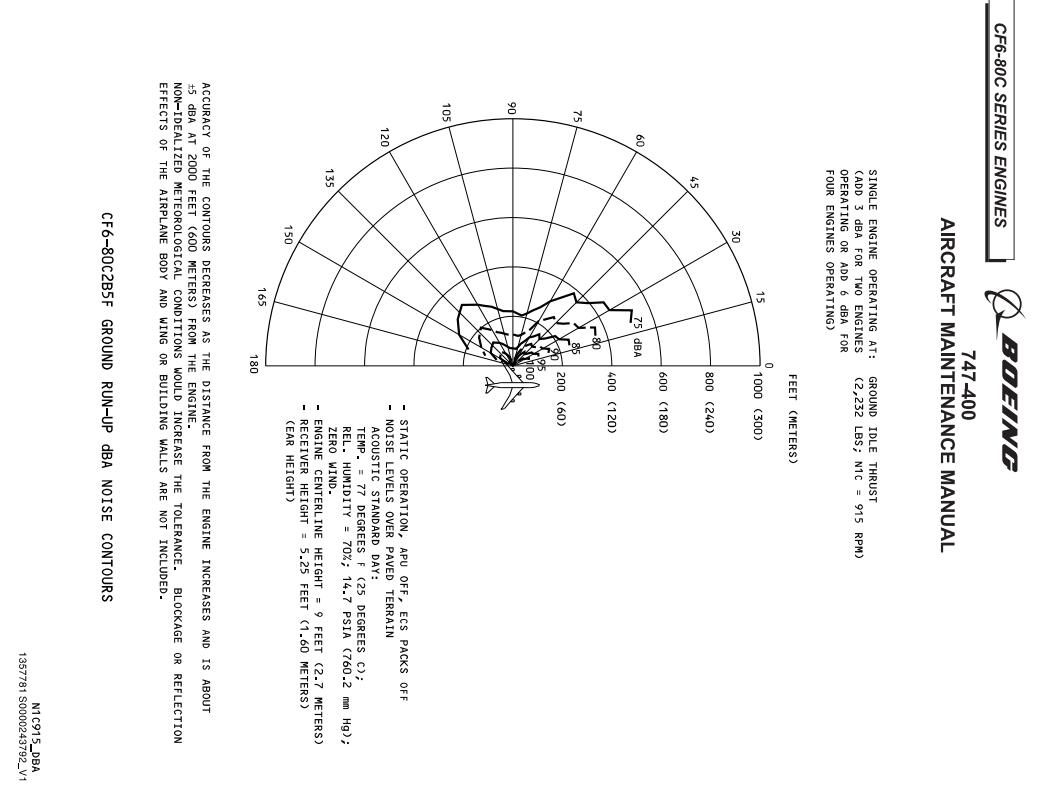 CF6-80C SERIES ENGINES
BOEING
747-400
AIRCRAFT MAINTENANCE MANUAL
SINGLE ENGINE OPERATING AT: GROUND IDLE THRUST
(ADD 3 dBA FOR TWO ENGINES (2,232 LBS; N1C = 915 RPM)
OPERATING OR ADD 6 dBA FOR
FOUR ENGINES OPERATING)
FEET (METERS)
0
15
1000 (300)
30
800 (240)
45
600 (180)
60
75 dBA
400 (120)
80
75
85
200 (60)
90
95
100
90
105
120
135
150
165
180
- STATIC OPERATION, APU OFF, ECS PACKS OFF
- NOISE LEVELS OVER PAVED TERRAIN
ACOUSTIC STANDARD DAY:
TEMP. = 77 DEGREES F (25 DEGREES C);
REL. HUMIDITY = 70%; 14.7 PSIA (760.2 mm Hg);
ZERO WIND.
- ENGINE CENTERLINE HEIGHT = 9 FEET (2.7 METERS)
- RECEIVER HEIGHT = 5.25 FEET (1.60 METERS)
(EAR HEIGHT)
ACCURACY OF THE CONTOURS DECREASES AS THE DISTANCE FROM THE ENGINE INCREASES AND IS ABOUT
±5 dBA AT 2000 FEET (600 METERS) FROM THE ENGINE.
NON-IDEALIZED METEOROLOGICAL CONDITIONS WOULD INCREASE THE TOLERANCE. BLOCKAGE OR REFLECTION
EFFECTS OF THE AIRPLANE BODY AND WING OR BUILDING WALLS ARE NOT INCLUDED.
CF6-80C2B5F GROUND RUN-UP dBA NOISE CONTOURS
N1C915_DBA
1357781 S0000243792_V1